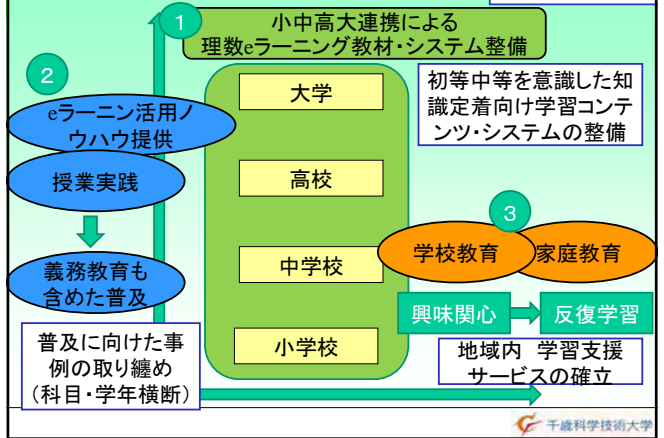 1
小中高大連携による
理数eラーニング教材・システム整備
2
eラーニン活用ノ
ウハウ提供
授業実践
義務教育も
含めた普及
普及に向けた事
例の取り纏め
(科目・学年横断)
大学
高校
中学校
小学校
初等中等を意識した知
識定着向け学習コンテ
ンツ・システムの整備
3
学校教育
家庭教育
興味関心
反復学習
地域内 学習支援
サービスの確立
千歳科学技術大学